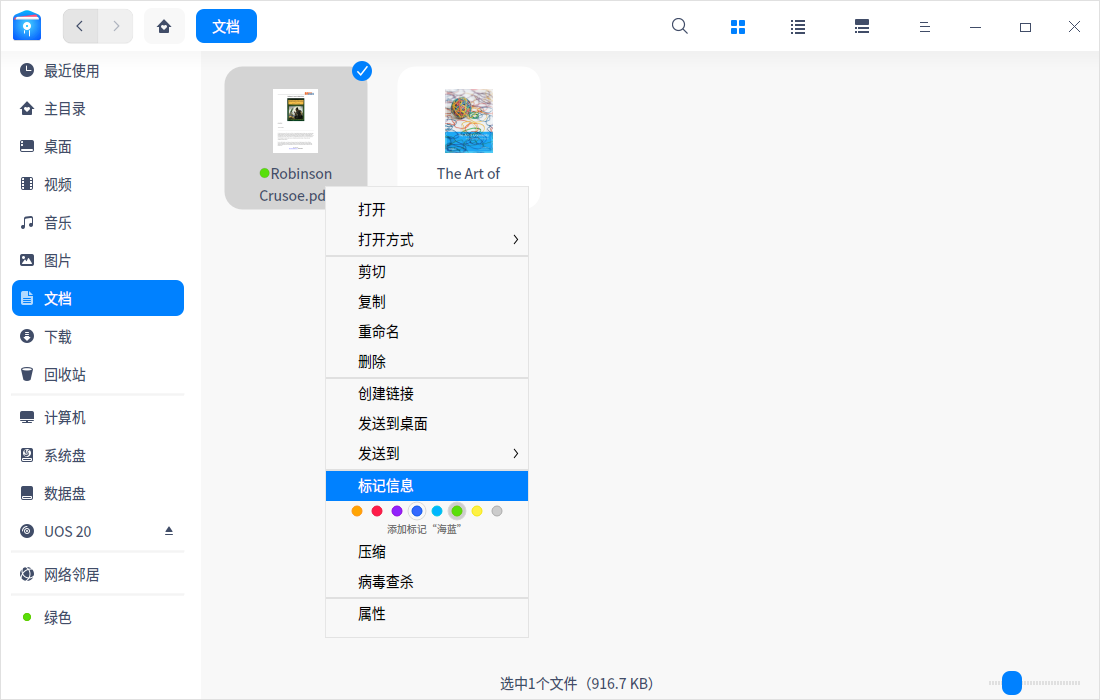 文档
最近使用
主目录
桌面
视频
音乐
图片
文档
下载
回收站
计算机
系统盘
数据盘
UOS 20
网络邻居
绿色
Robinson
Crusoe.pd
The Art of
打开
打开方式
剪切
复制
重命名
删除
创建链接
发送到桌面
发送到
标记信息
添加标记“海蓝”
压缩
病毒查杀
属性
选中1个文件（916.7 KB）